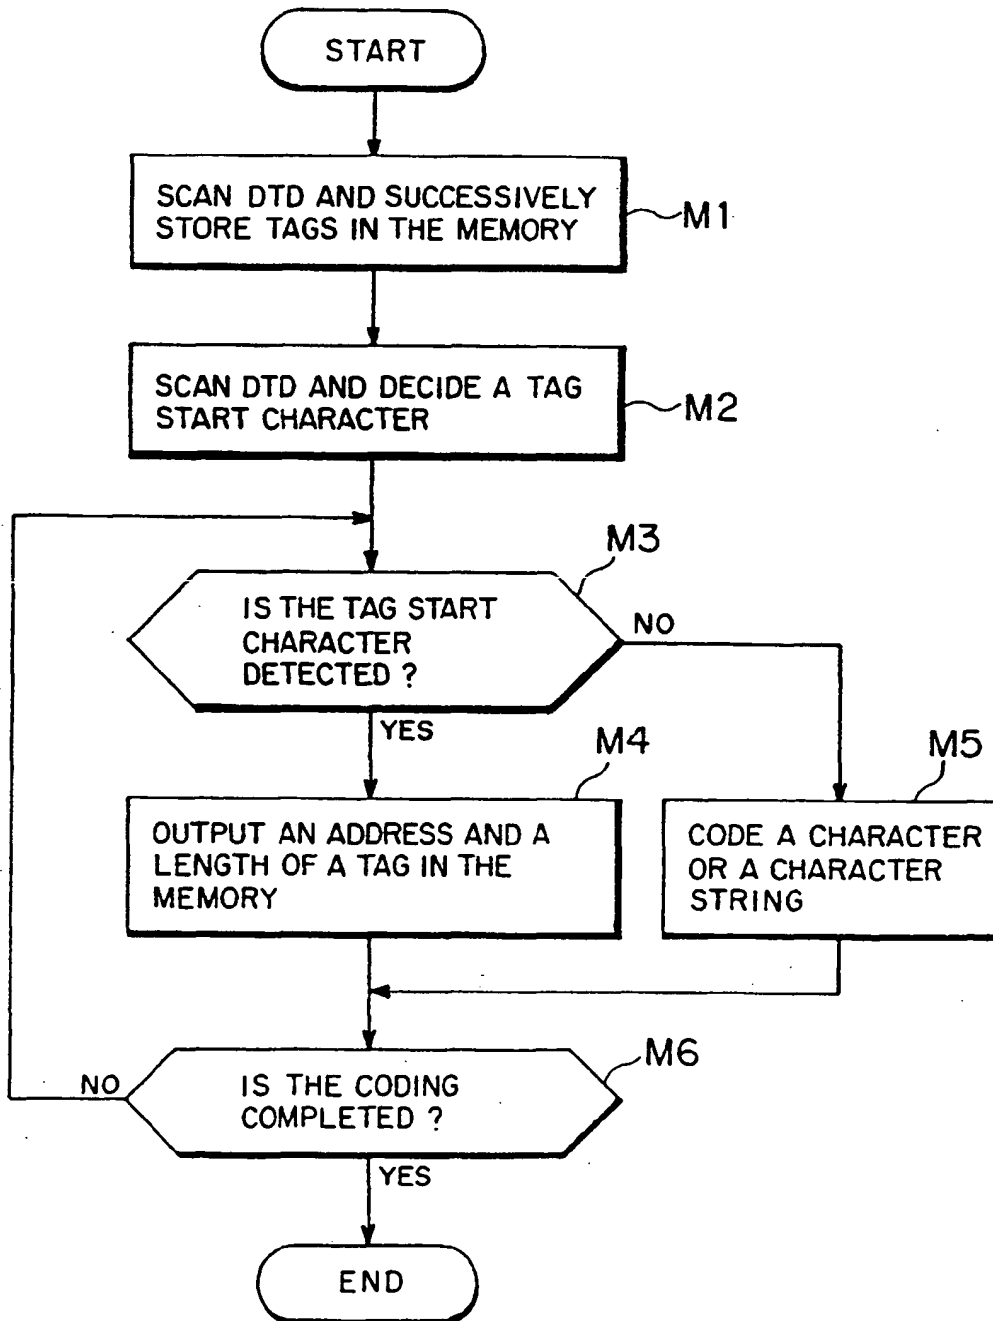 START
SCAN DTD AND SUCCESSIVELY
STORE TAGS IN THE MEMORY
M1
SCAN DTD AND DECIDE A TAG
START CHARACTER
M2
M3
IS THE TAG START
CHARACTER
DETECTED ?
NO
YES
M4
M5
OUTPUT AN ADDRESS AND A
LENGTH OF A TAG IN THE
MEMORY
CODE A CHARACTER
OR A CHARACTER
STRING
M6
NO
IS THE CODING
COMPLETED ?
YES
END